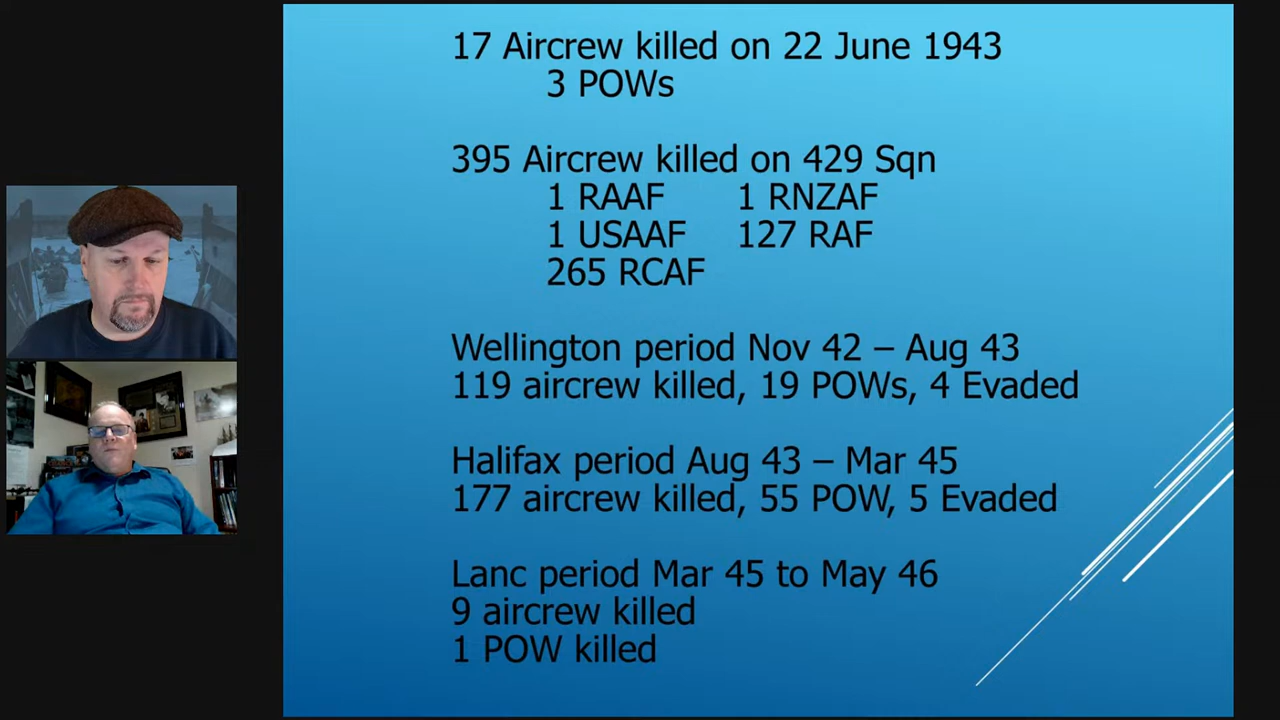 17 Aircrew killed on 22 June 1943
3 POWs
395 Aircrew killed on 429 Sqn
1 RAAF 1 RNZAF
1 USAAF 127 RAF
265 RCAF
Wellington period Nov 42 – Aug 43
119 aircrew killed, 19 POWs, 4 Evaded
Halifax period Aug 43 – Mar 45
177 aircrew killed, 55 POW, 5 Evaded
Lanc period Mar 45 to May 46
9 aircrew killed
1 POW killed